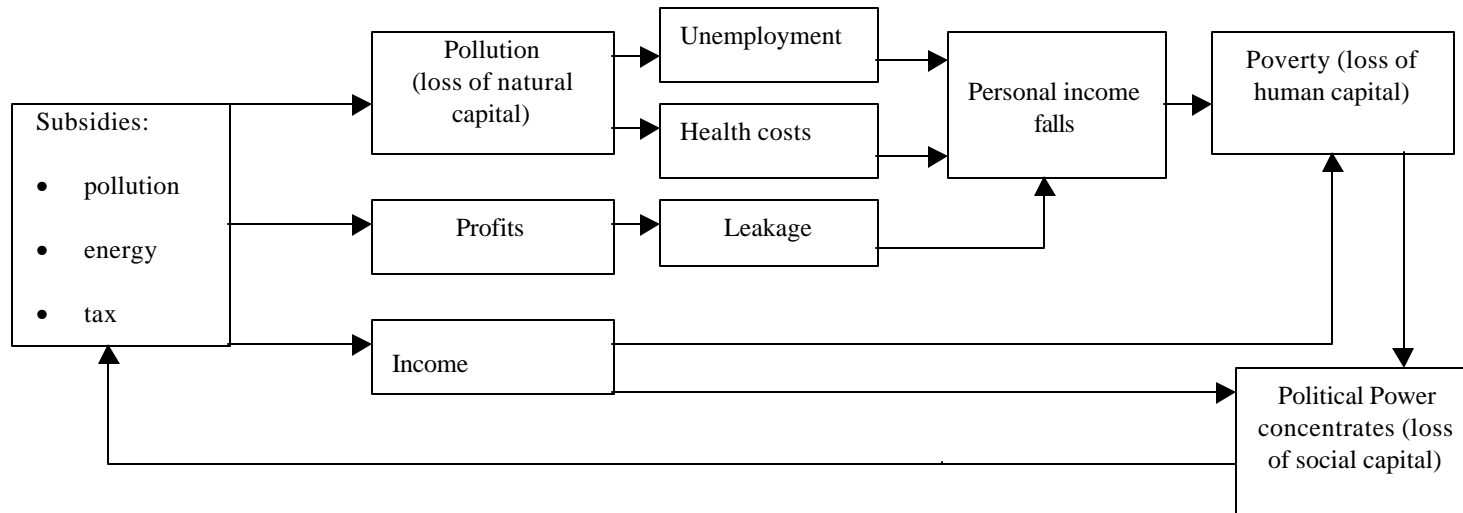 Subsidies:
• pollution
• energy
• tax
Pollution
(loss of natural
capital)
Unemployment
Health costs
Profits
Leakage
Income
Personal income
falls
Poverty (loss of
human capital)
Political Power
concentrates (loss
of social capital)